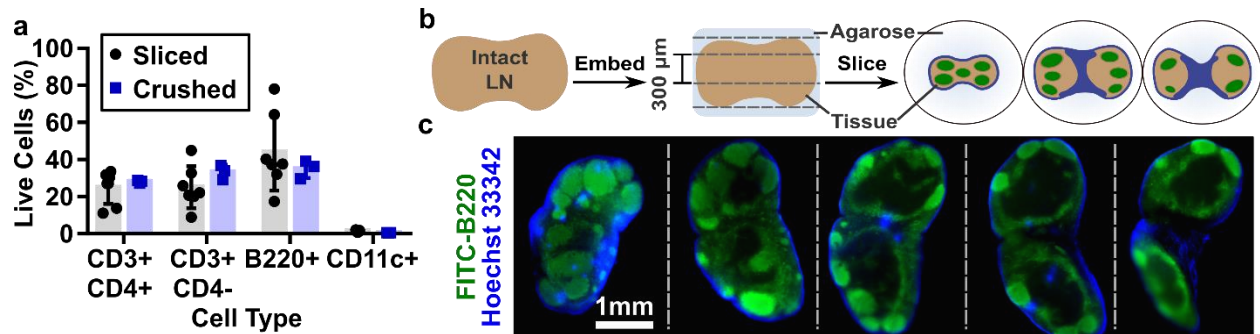 a
Sliced
Crushed
Live Cells (%)
100
80
60
40
20
0
CD3+
CD4+
CD3+
CD4-
B220+
CD11c+
Cell Type
b
Intact
LN
Embed
300 µm
Agarose
Slice
Tissue
c
FITC-B220
Hoechst 33342
1mm